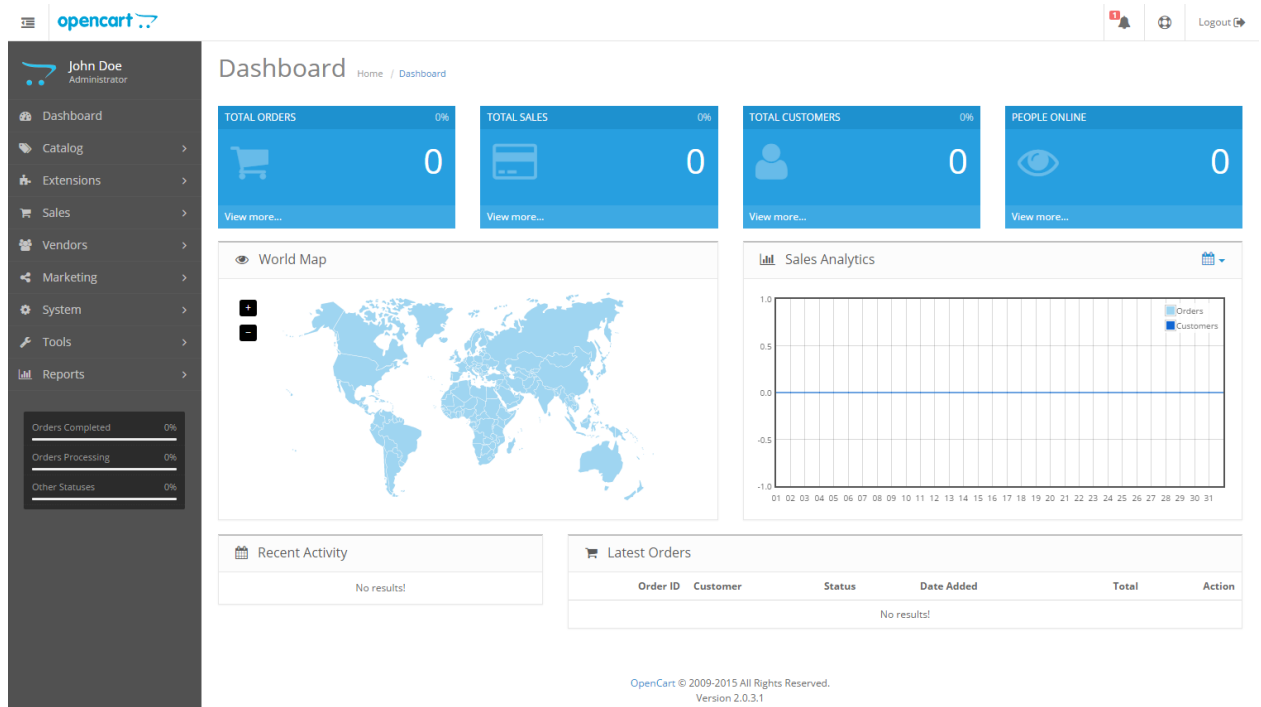 opencart
1
Logout
John Doe
Administrator
Dashboard
Catalog
Extensions
Sales
Vendors
Marketing
System
Tools
Reports
Orders Completed 0%
Orders Processing 0%
Other Statuses 0%
Dashboard Home / Dashboard
TOTAL ORDERS 0%
0
View more...
TOTAL SALES 0%
0
View more...
TOTAL CUSTOMERS 0%
0
View more...
PEOPLE ONLINE
0
View more...
World Map
+
-
Sales Analytics
Orders
Customers
1.0
0.5
0.0
-0.5
-1.0
01 02 03 04 05 06 07 08 09 10 11 12 13 14 15 16 17 18 19 20 21 22 23 24 25 26 27 28 29 30 31
Recent Activity
No results!
Latest Orders
Order ID Customer Status Date Added Total Action
No results!
OpenCart © 2009-2015 All Rights Reserved.
Version 2.0.3.1